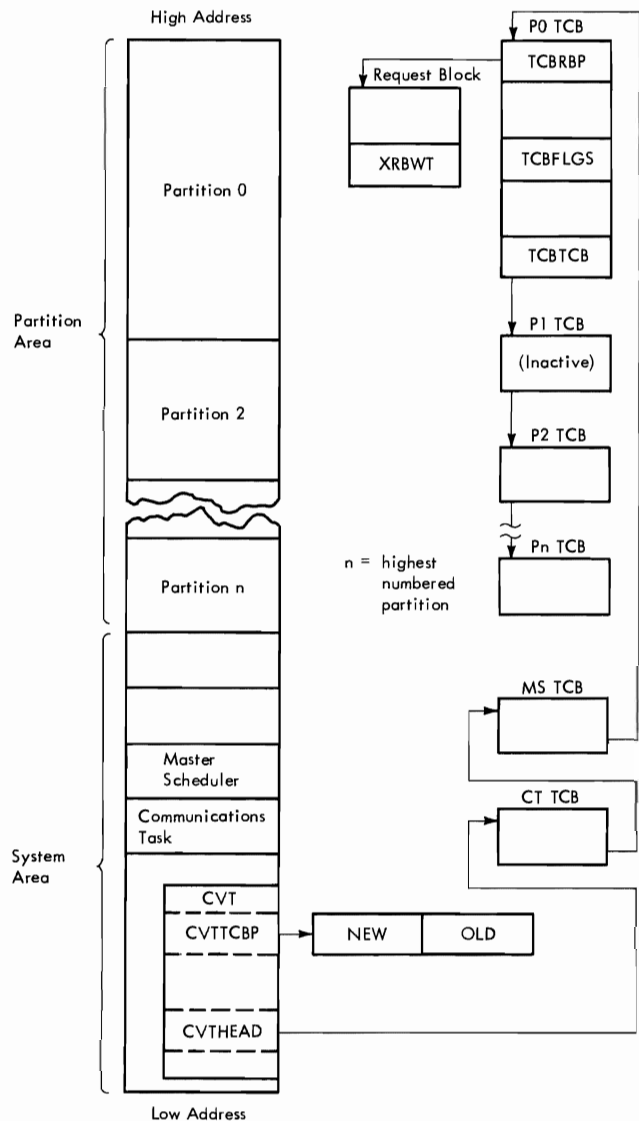 High Address
P0 TCB
TCBRBP
Request Block
XRBWT
TCBFLGS
Partition 0
TCBTCB
Partition
Area
P1 TCB
(Inactive)
Partition 2
P2 TCB
Pn TCB
n = highest
numbered
partition
Partition n
MS TCB
Master
Scheduler
Communications
Task
CT TCB
System
Area
CVT
CVTTCBP
NEW
OLD
CVTHEAD
Low Address